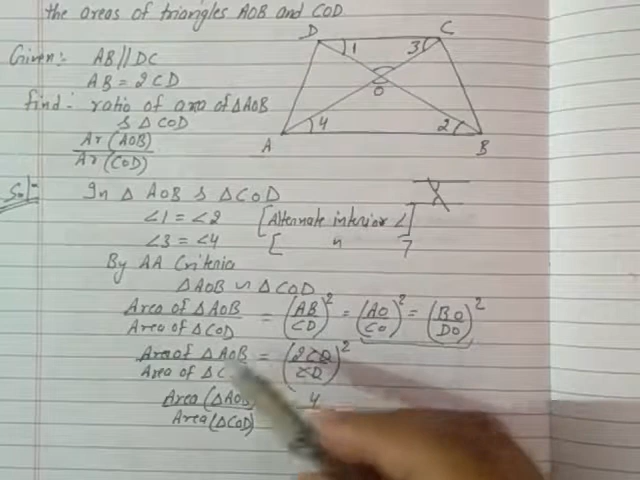 the areas of triangles AOB and COD
Given:- AB//DC
AB = 2CD
find:- ratio of area of ΔAOB
& ΔCOD
Ar (AOB)
Ar (COD)
D
C
1
3
O
4
2
A
B
Sol:-
In Δ AOB & ΔCOD
∠1 = ∠2 [Alternate interior ∠]
∠3 = ∠4 [ " ]
By AA Criteria
ΔAOB ~ ΔCOD
Area of ΔAOB / Area of ΔCOD = (AB/CD)² = (AO/CO)² = (BO/DO)²
Area of ΔAOB / Area of ΔC = (2CD/CD)²
Area (ΔAOB) / Area (ΔCOD) 4